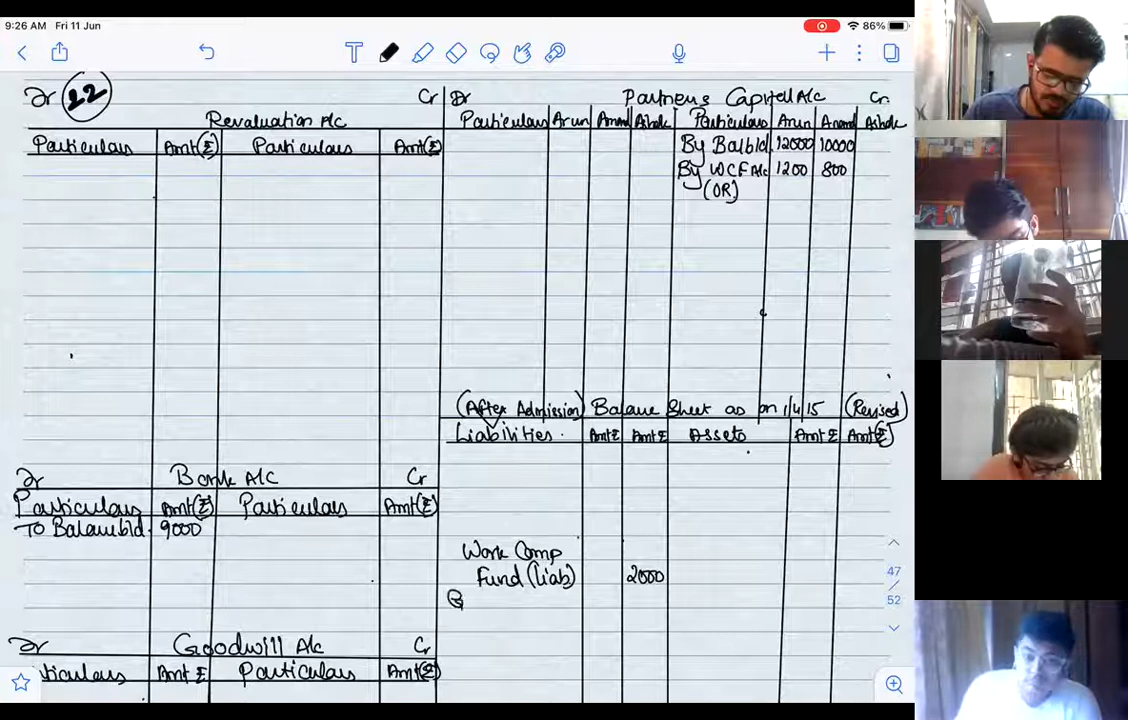 9:26 AM Fri 11 Jun
86%
Dr 22 Cr
Revaluation A/c
Particulars Amt(₹) Particulars Amt(₹)
Dr Partners Capital A/c Cr
Particulars Arun Anand Ashok Particulars Arun Anand Ashok
By Bal b/d. 12000 10000
By WCF A/c 1200 800
(OR)
(After Admission) Balance Sheet as on 1/4/15 (Revised)
Liabilities. Amt ₹ Amt ₹ Assets Amt ₹ Amt(₹)
Work Comp
Fund (Liab) 2000
Dr Bank A/c Cr
Particulars Amt(₹) Particulars Amt(₹)
To Balance b/d. 9000
Dr Goodwill A/c Cr
ticulars Amt ₹ Particulars Amt(₹)
47
/
52